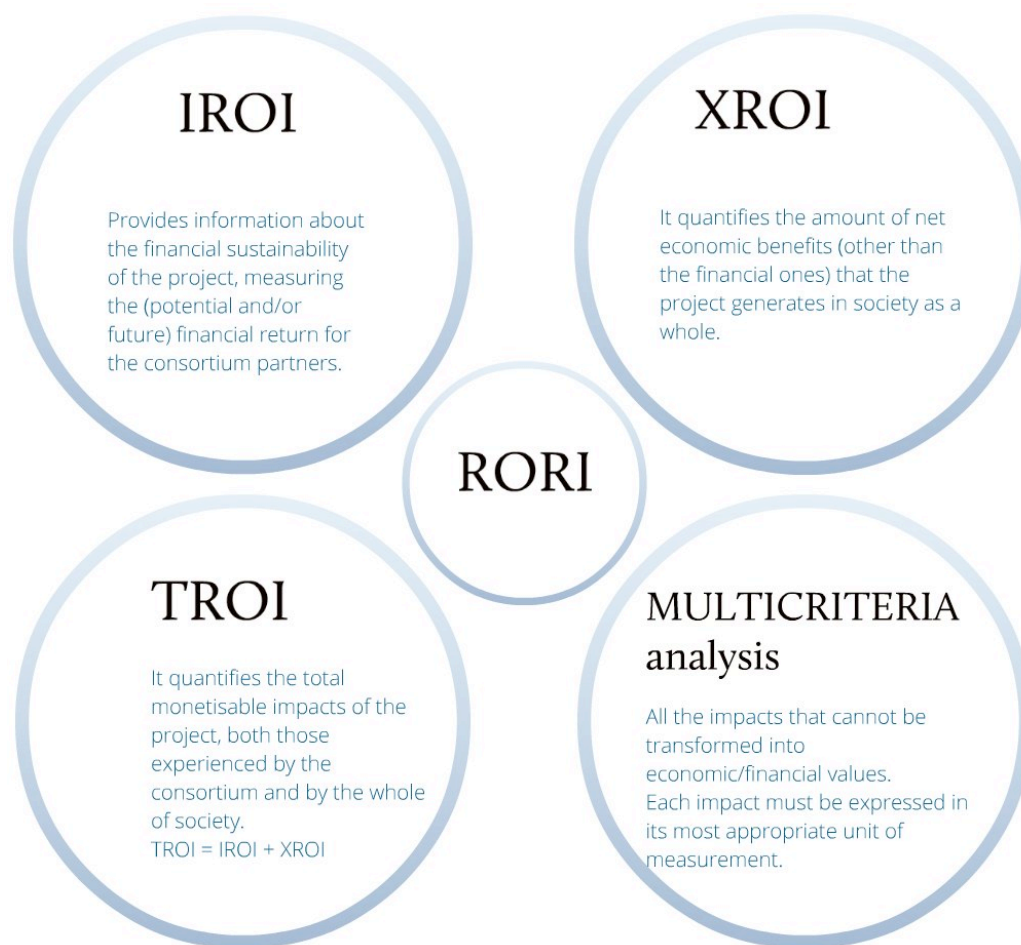 IROI
Provides information about
the financial sustainability
of the project, measuring
the (potential and/or
future) financial return for
the consortium partners.
XROI
It quantifies the amount of net
economic benefits (other than
the financial ones) that the
project generates in society as a
whole.
RORI
TROI
It quantifies the total
monetisable impacts of the
project, both those
experienced by the
consortium and by the whole
of society.
TROI = IROI + XROI
MULTICRITERIA
analysis
All the impacts that cannot be
transformed into
economic/financial values.
Each impact must be expressed in
its most appropriate unit of
measurement.